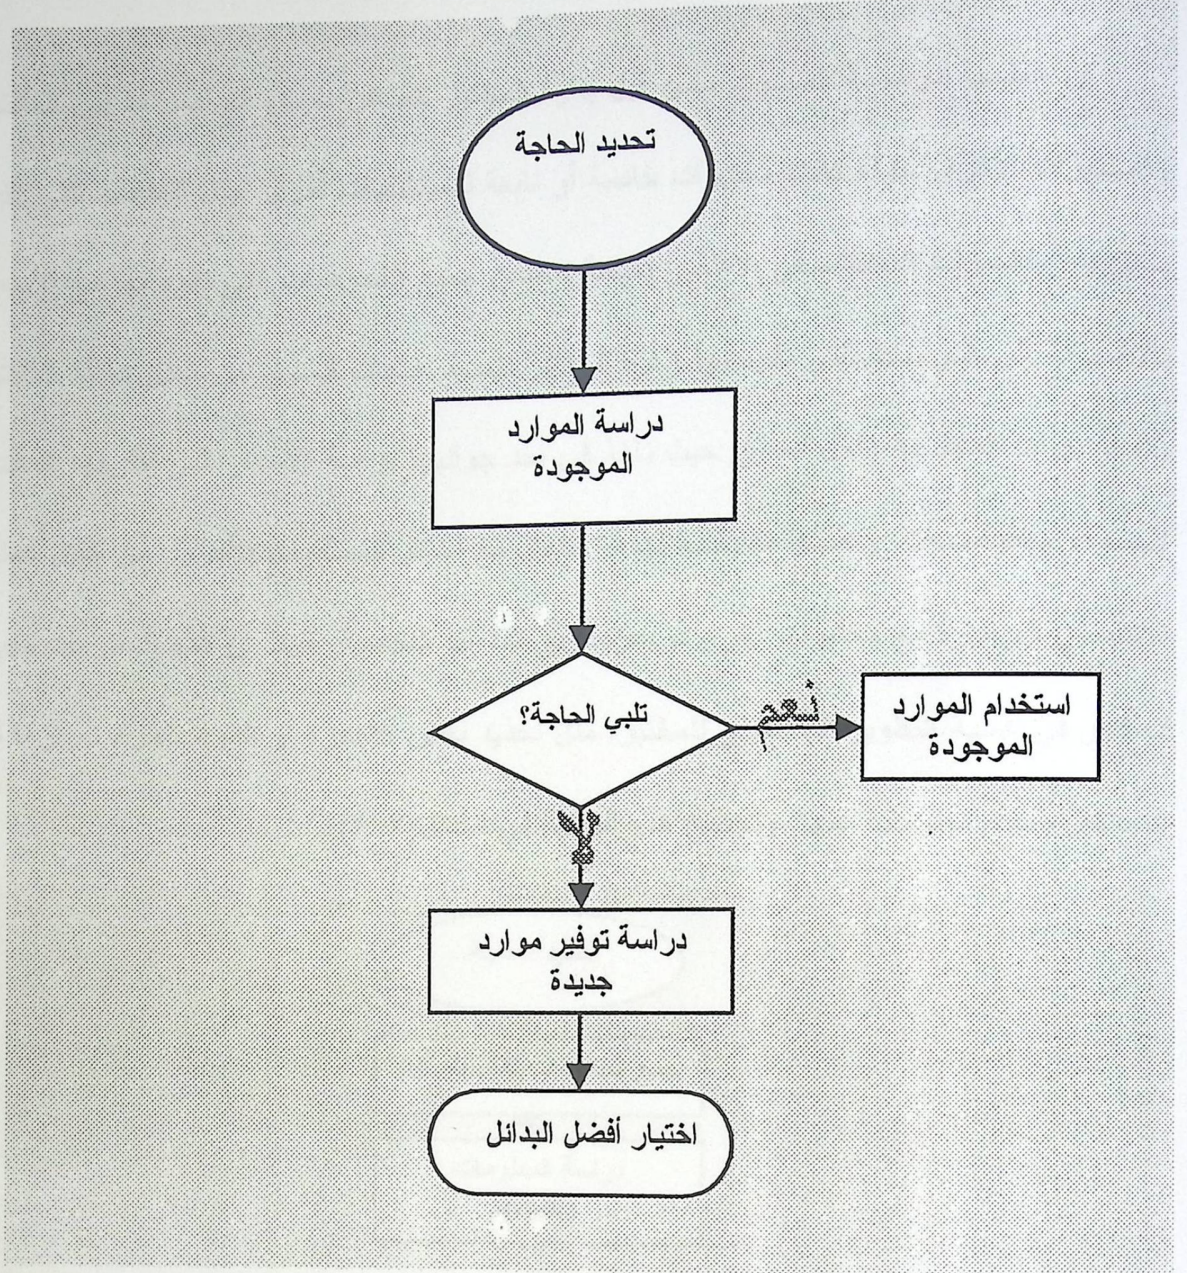 تحديد الحاجة
دراسة الموارد
الموجودة
تلبي الحاجة؟
نعم
استخدام الموارد
الموجودة
لا
دراسة توفير موارد
جديدة
اختيار أفضل البدائل